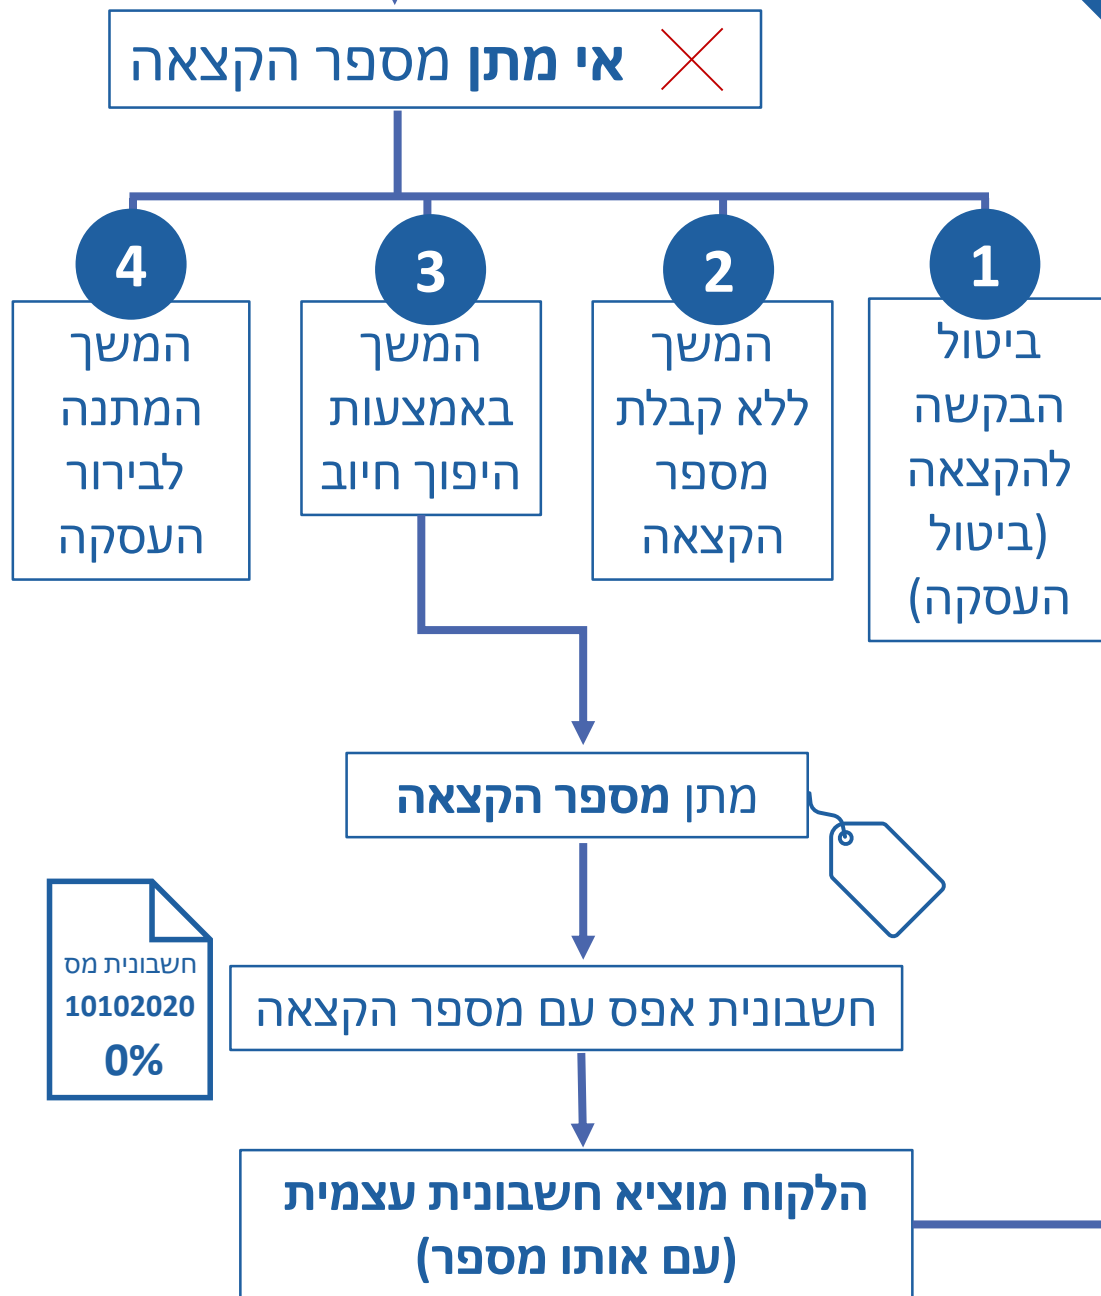 אי מתן מספר הקצאה
1
ביטול
הבקשה
להקצאה
(ביטול
העסקה)
2
המשך
ללא קבלת
מספר
הקצאה
3
המשך
באמצעות
היפוך חיוב
4
המשך
המתנה
לבירור
העסקה
מתן מספר הקצאה
חשבונית מס
10102020
0%
חשבונית אפס עם מספר הקצאה
הלקוח מוציא חשבונית עצמית
(עם אותו מספר)